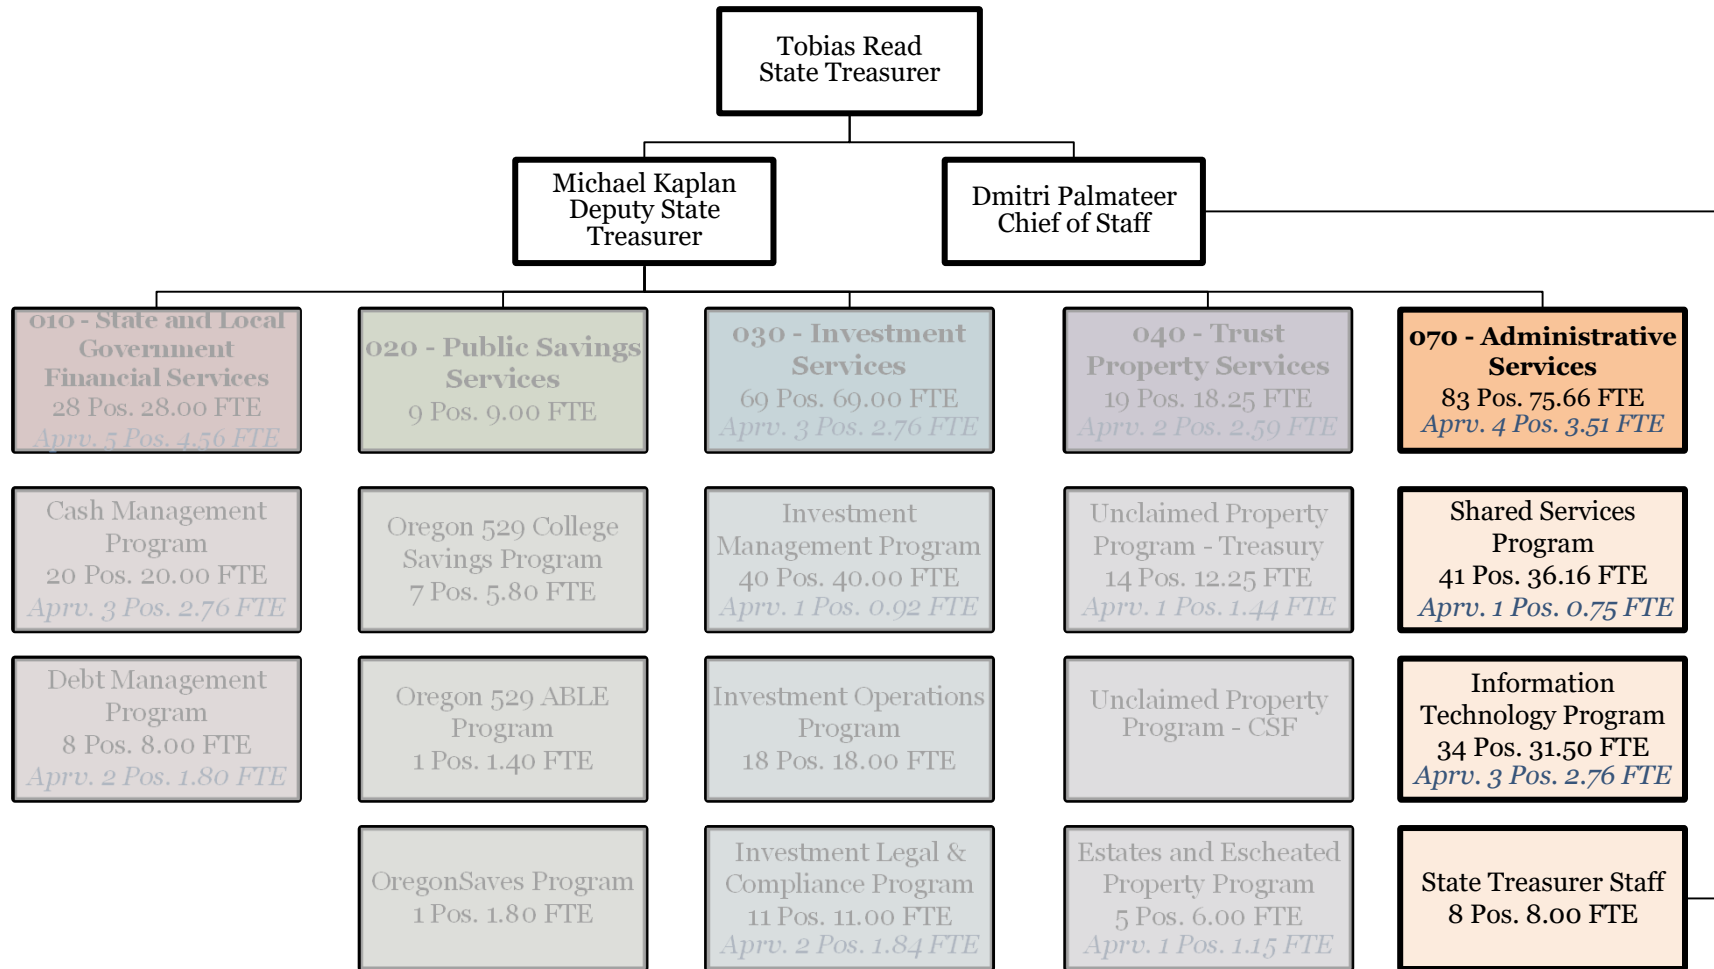 Tobias Read
State Treasurer
Michael Kaplan
Deputy State
Treasurer
Dmitri Palmateer
Chief of Staff
010 - State and Local
Government
Financial Services
28 Pos. 28.00 FTE
Aprv. 5 Pos. 4.56 FTE
020 - Public Savings
Services
9 Pos. 9.00 FTE
030 - Investment
Services
69 Pos. 69.00 FTE
Aprv. 3 Pos. 2.76 FTE
040 - Trust
Property Services
19 Pos. 18.25 FTE
Aprv. 2 Pos. 2.59 FTE
070 - Administrative
Services
83 Pos. 75.66 FTE
Aprv. 4 Pos. 3.51 FTE
Cash Management
Program
20 Pos. 20.00 FTE
Aprv. 3 Pos. 2.76 FTE
Oregon 529 College
Savings Program
7 Pos. 5.80 FTE
Investment
Management Program
40 Pos. 40.00 FTE
Aprv. 1 Pos. 0.92 FTE
Unclaimed Property
Program - Treasury
14 Pos. 12.25 FTE
Aprv. 1 Pos. 1.44 FTE
Shared Services
Program
41 Pos. 36.16 FTE
Aprv. 1 Pos. 0.75 FTE
Debt Management
Program
8 Pos. 8.00 FTE
Aprv. 2 Pos. 1.80 FTE
Oregon 529 ABLE
Program
1 Pos. 1.40 FTE
Investment Operations
Program
18 Pos. 18.00 FTE
Unclaimed Property
Program - CSF
Information
Technology Program
34 Pos. 31.50 FTE
Aprv. 3 Pos. 2.76 FTE
OregonSaves Program
1 Pos. 1.80 FTE
Investment Legal &
Compliance Program
11 Pos. 11.00 FTE
Aprv. 2 Pos. 1.84 FTE
Estates and Escheated
Property Program
5 Pos. 6.00 FTE
Aprv. 1 Pos. 1.15 FTE
State Treasurer Staff
8 Pos. 8.00 FTE